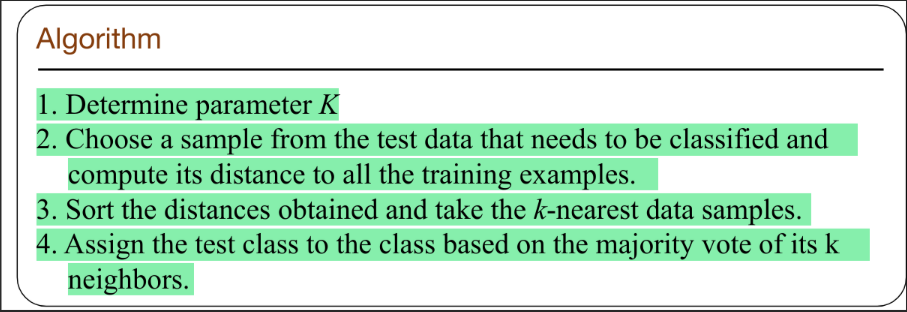 Algorithm
1. Determine parameter K
2. Choose a sample from the test data that needs to be classified and
compute its distance to all the training examples.
3. Sort the distances obtained and take the k-nearest data samples.
4. Assign the test class to the class based on the majority vote of its k
neighbors.